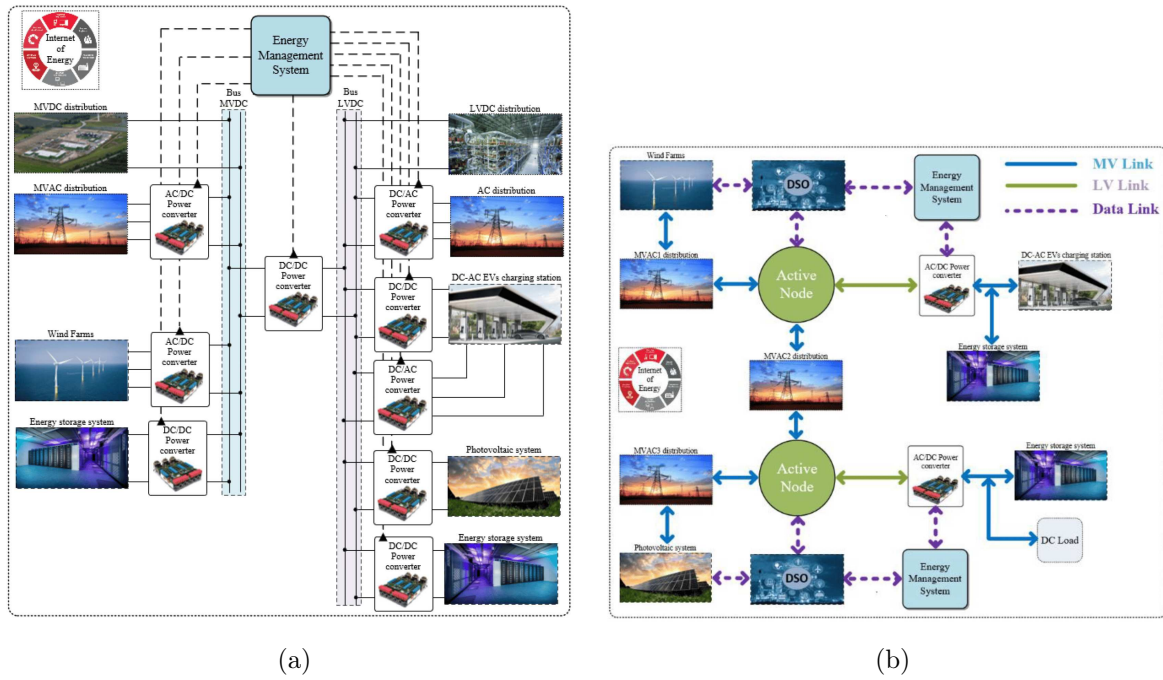 Internet
of
Energy
Energy
Management
System
Bus
MVDC
Bus
LVDC
MVDC distribution
LVDC distribution
MVAC distribution
AC/DC
Power
converter
DC/AC
Power
converter
AC distribution
DC/DC
Power
converter
DC/DC
Power
converter
DC-AC EVs charging station
Wind Farms
AC/DC
Power
converter
DC/AC
Power
converter
Energy storage system
DC/DC
Power
converter
DC/DC
Power
converter
Photovoltaic system
DC/DC
Power
converter
Energy storage system
(a)
Wind Farms
DSO
Energy
Management
System
MV Link
LV Link
Data Link
MVAC1 distribution
Active
Node
AC/DC Power
converter
DC-AC EVs charging station
Energy storage system
MVAC2 distribution
Internet
of
Energy
MVAC3 distribution
Active
Node
AC/DC Power
converter
Energy storage system
DC Load
Photovoltaic system
DSO
Energy
Management
System
(b)